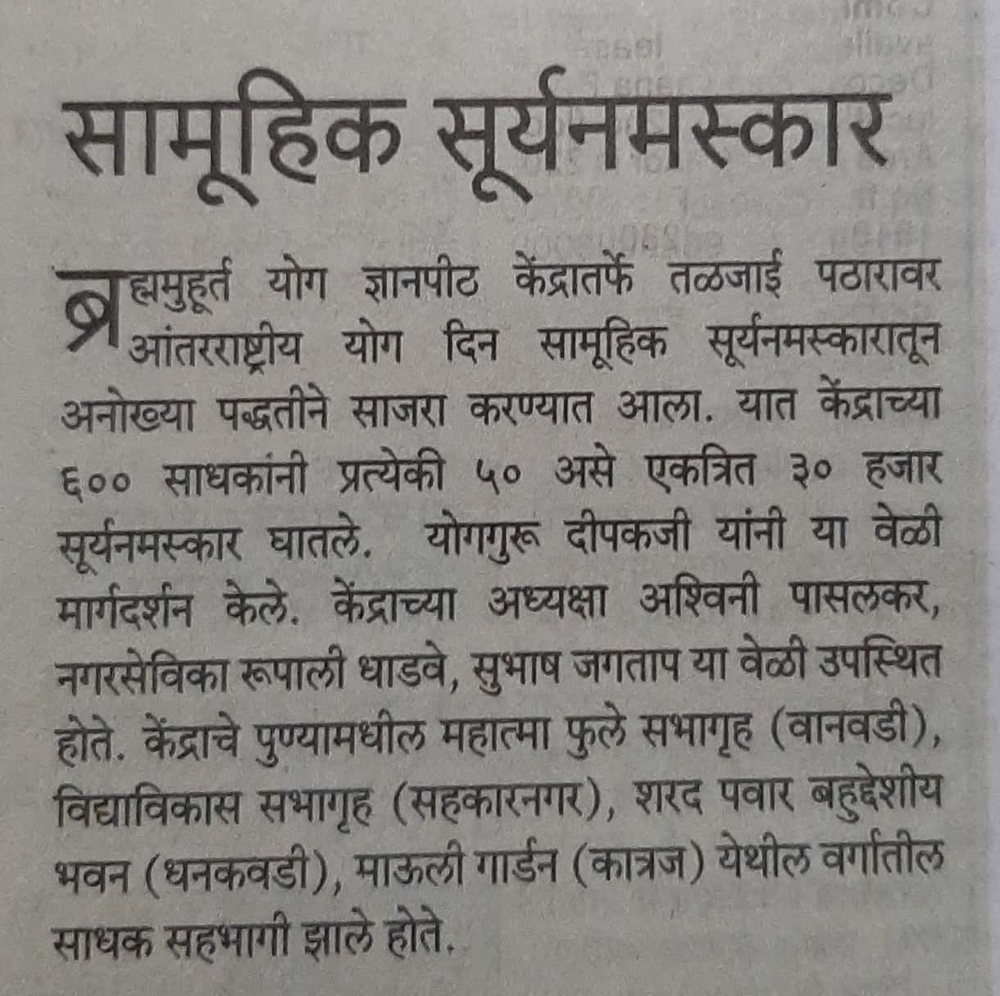 सामूहिक सूर्यनमस्कार
ब्रह्ममुहूर्त योग ज्ञानपीठ केंद्रातर्फे तळजाई पठारावर
आंतरराष्ट्रीय योग दिन सामूहिक सूर्यनमस्कारातून
अनोख्या पद्धतीने साजरा करण्यात आला. यात केंद्राच्या
६०० साधकांनी प्रत्येकी ५० असे एकत्रित ३० हजार
सूर्यनमस्कार घातले. योगगुरू दीपकजी यांनी या वेळी
मार्गदर्शन केले. केंद्राच्या अध्यक्षा अश्विनी पासलकर,
नगरसेविका रूपाली धाडवे, सुभाष जगताप या वेळी उपस्थित
होते. केंद्राचे पुण्यामधील महात्मा फुले सभागृह (वानवडी),
विद्याविकास सभागृह (सहकारनगर), शरद पवार बहुद्देशीय
भवन (धनकवडी), माऊली गार्डन (कात्रज) येथील वर्गातील
साधक सहभागी झाले होते.